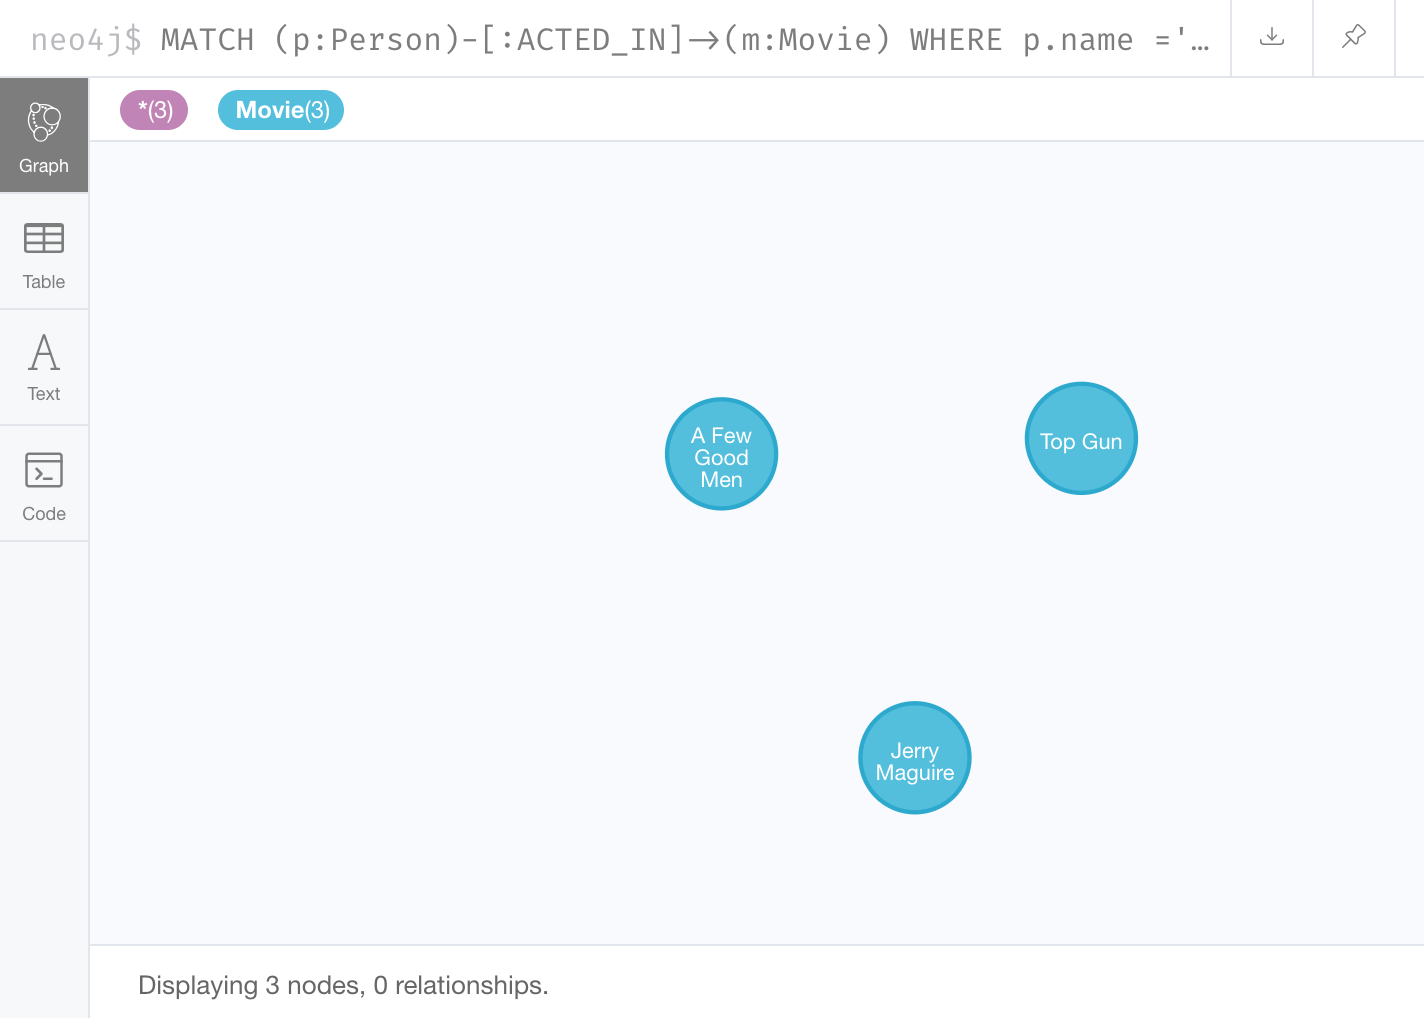 neo4j$ MATCH (p:Person)-[:ACTED_IN]→(m:Movie) WHERE p.name ='…
*(3) Movie(3)
Graph
Table
Text
Code
A Few
Good
Men
Top Gun
Jerry
Maguire
Displaying 3 nodes, 0 relationships.